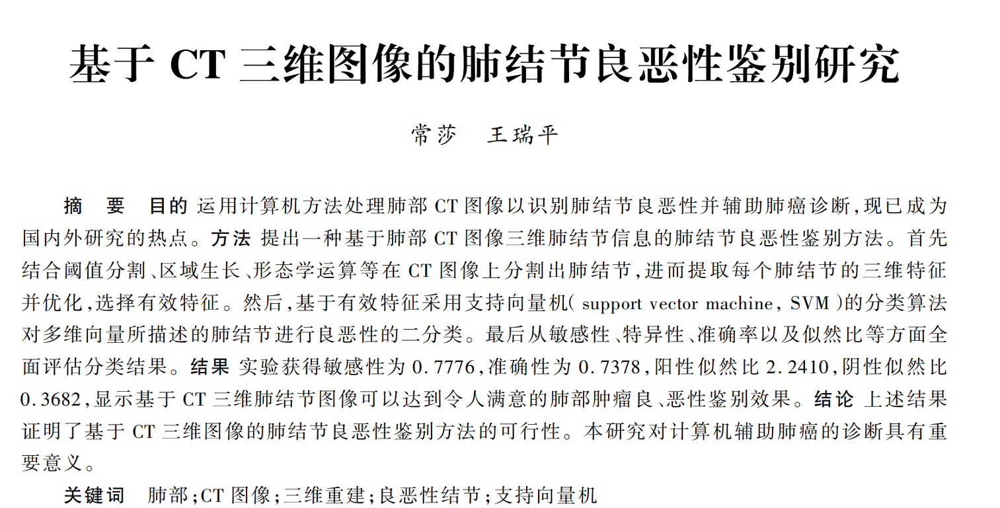 基于 CT 三维图像的肺结节良恶性鉴别研究
常莎 王瑞平
摘 要 目的 运用计算机方法处理肺部 CT 图像以识别肺结节良恶性并辅助肺癌诊断,现已成为
国内外研究的热点。方法 提出一种基于肺部 CT 图像三维肺结节信息的肺结节良恶性鉴别方法。首先
结合阈值分割、区域生长、形态学运算等在 CT 图像上分割出肺结节,进而提取每个肺结节的三维特征
并优化,选择有效特征。然后,基于有效特征采用支持向量机( support vector machine, SVM )的分类算法
对多维向量所描述的肺结节进行良恶性的二分类。最后从敏感性、特异性、准确率以及似然比等方面全
面评估分类结果。结果 实验获得敏感性为 0.7776,准确性为 0.7378,阳性似然比 2.2410,阴性似然比
0.3682,显示基于 CT 三维肺结节图像可以达到令人满意的肺部肿瘤良、恶性鉴别效果。结论 上述结果
证明了基于 CT 三维图像的肺结节良恶性鉴别方法的可行性。本研究对计算机辅助肺癌的诊断具有重
要意义。
关键词 肺部;CT 图像;三维重建;良恶性结节;支持向量机